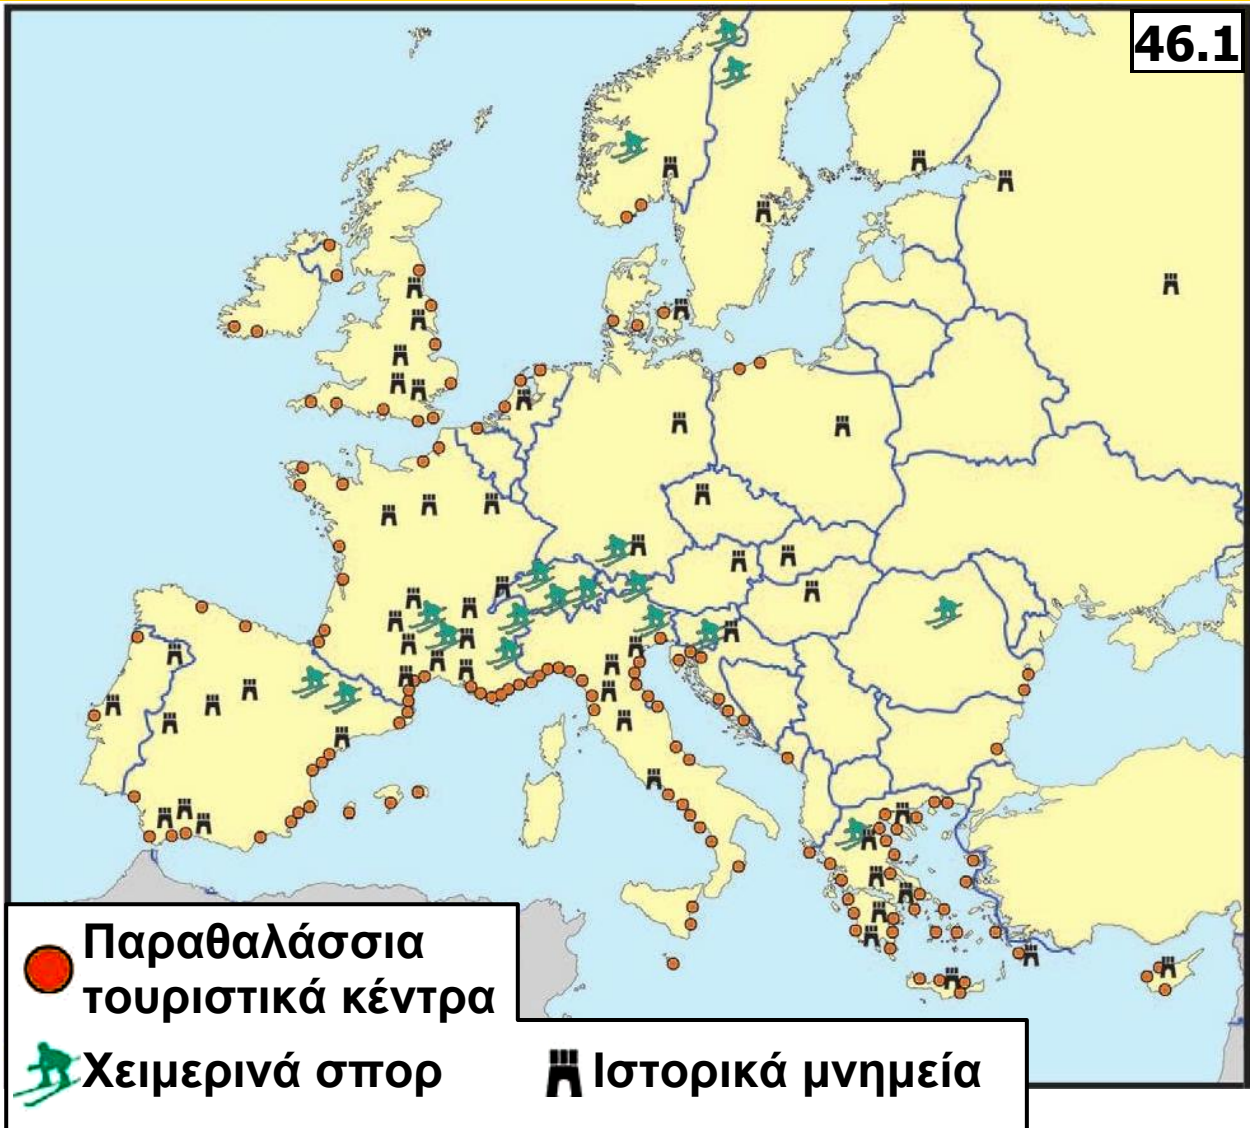 46.1
Παραθαλάσσια
τουριστικά κέντρα
Χειμερινά σπορ
Ιστορικά μνημεία